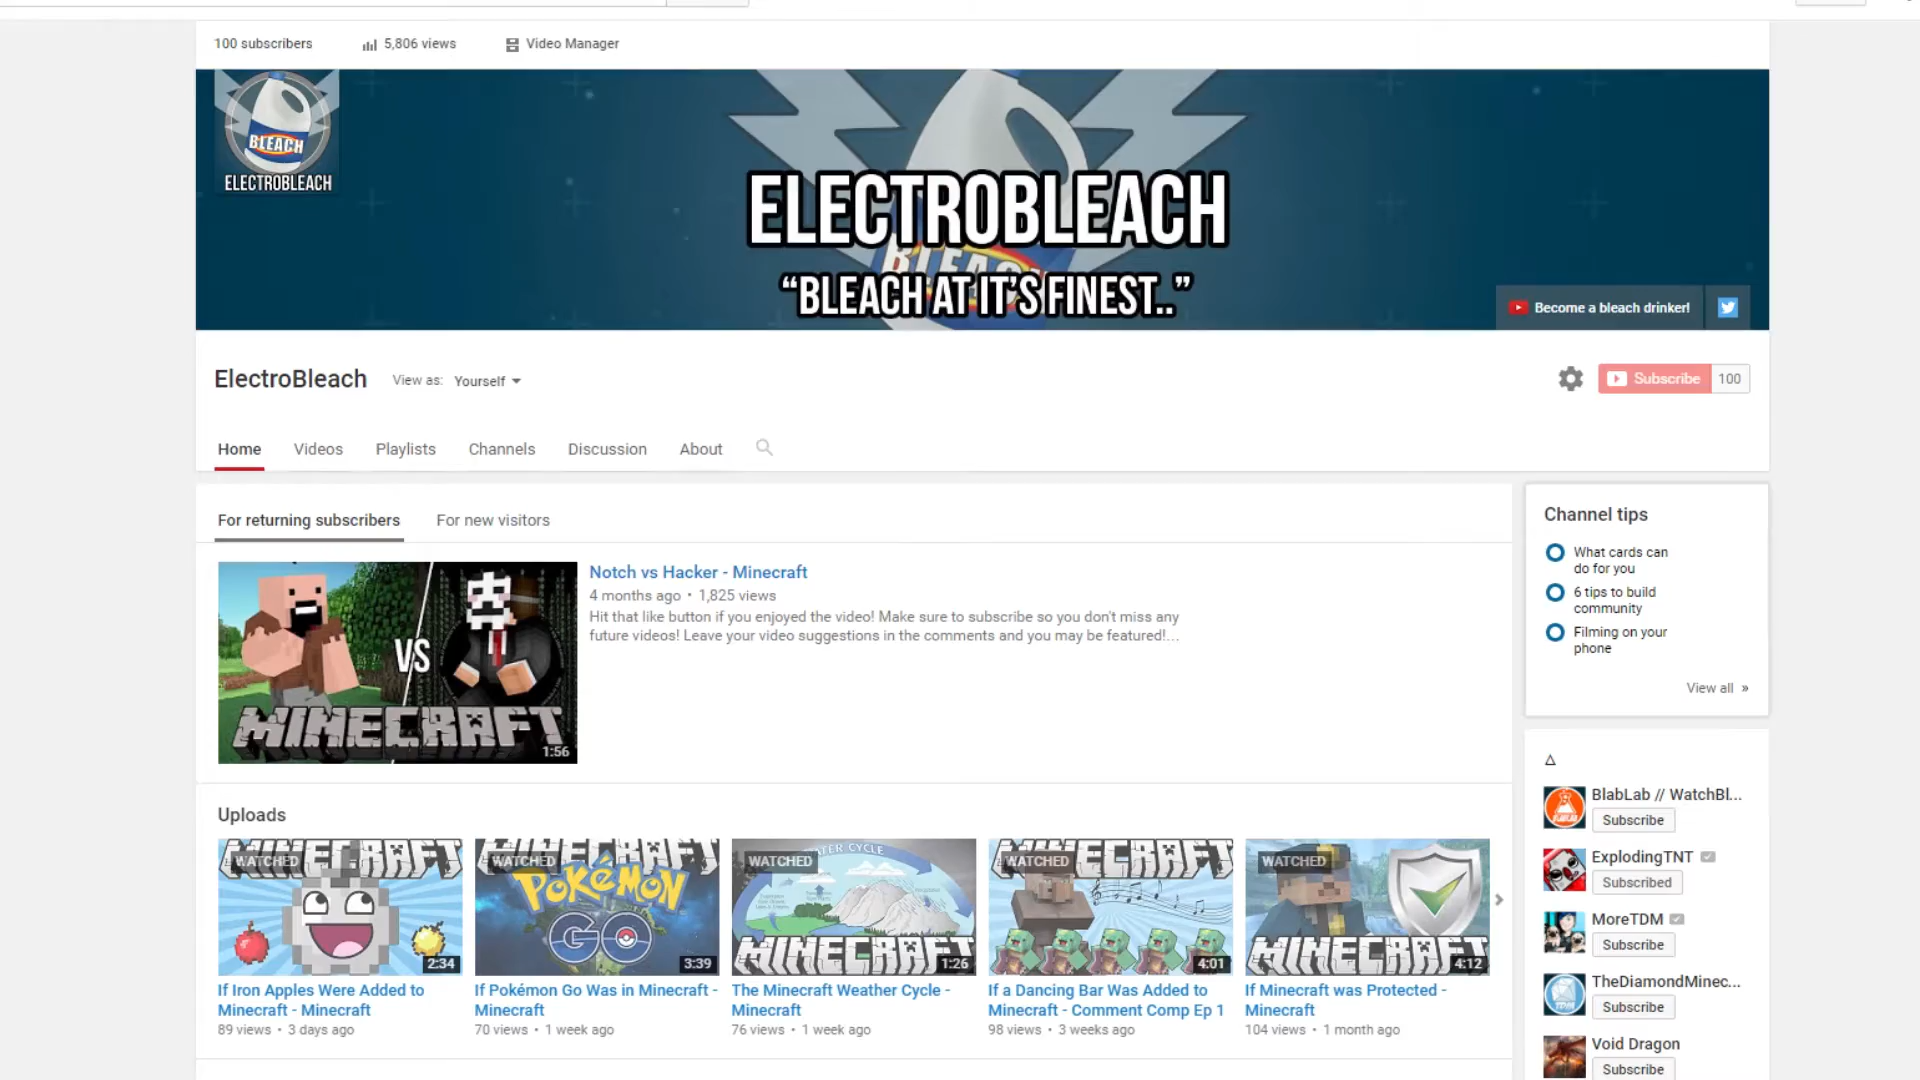 100 subscribers
5,806 views
Video Manager
BLEACH
ELECTROBLEACH
ELECTROBLEACH
BLEACH
“BLEACH AT IT'S FINEST..”
Become a bleach drinker!
ElectroBleach
View as: Yourself
Subscribe 100
Home Videos Playlists Channels Discussion About
For returning subscribers For new visitors
VS
MINECRAFT
1:56
Notch vs Hacker - Minecraft
4 months ago • 1,825 views
Hit that like button if you enjoyed the video! Make sure to subscribe so you don't miss any
future videos! Leave your video suggestions in the comments and you may be featured!...
Uploads
MINECRAFT
WATCHED
2:34
If Iron Apples Were Added to
Minecraft - Minecraft
89 views • 3 days ago
MINECRAFT
WATCHED
POKÉMON
GO
3:39
If Pokémon Go Was in Minecraft -
Minecraft
70 views • 1 week ago
WATCHED
CYCLE
MINECRAFT
1:26
The Minecraft Weather Cycle -
Minecraft
76 views • 1 week ago
MINECRAFT
WATCHED
4:01
If a Dancing Bar Was Added to
Minecraft - Comment Comp Ep 1
98 views • 3 weeks ago
WATCHED
MINECRAFT
4:12
If Minecraft was Protected -
Minecraft
104 views • 1 month ago
Channel tips
What cards can
do for you
6 tips to build
community
Filming on your
phone
View all »
Δ
BlabLab // WatchBl...
Subscribe
ExplodingTNT
Subscribed
MoreTDM
Subscribe
TheDiamondMinec...
Subscribe
Void Dragon
Subscribe